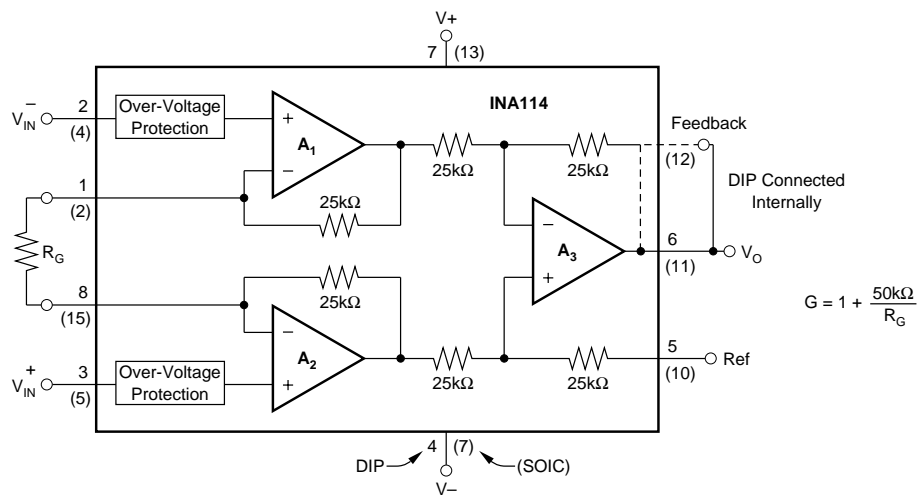 V+
7 (13)
INA114
V–IN
2
(4)
Over-Voltage
Protection
+
A1
–
25kΩ
25kΩ
25kΩ
Feedback
(12)
DIP Connected
Internally
1
(2)
RG
8
(15)
–
A3
+
6
(11)
VO
G = 1 + 50kΩ
RG
25kΩ
–
A2
+
V+IN
3
(5)
Over-Voltage
Protection
25kΩ
25kΩ
5
(10)
Ref
4 (7)
DIP
(SOIC)
V–